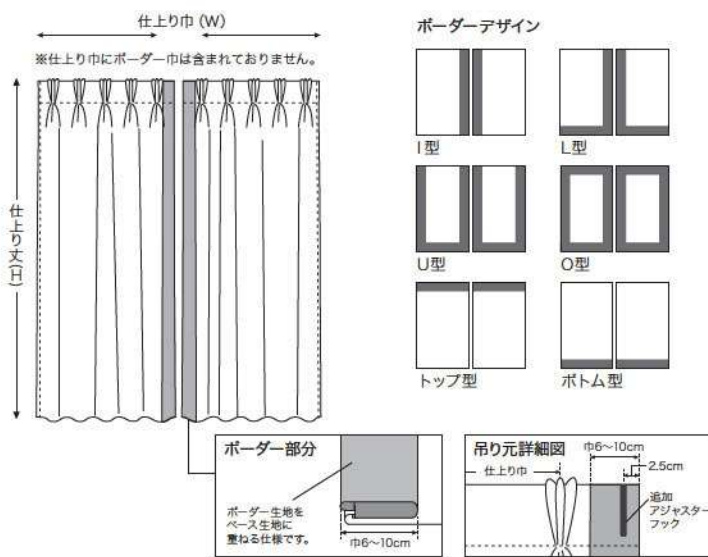 仕上り巾(W)
※仕上り巾にボーダー巾は含まれておりません。
仕上り丈(H)
ボーダーデザイン
I型
L型
U型
O型
トップ型
ボトム型
ボーダー部分
ボーダー生地を
ベース生地に
重ねる仕様です。
巾6〜10cm
吊り元詳細図
巾6〜10cm
仕上り巾
2.5cm
追加
アジャスター
フック